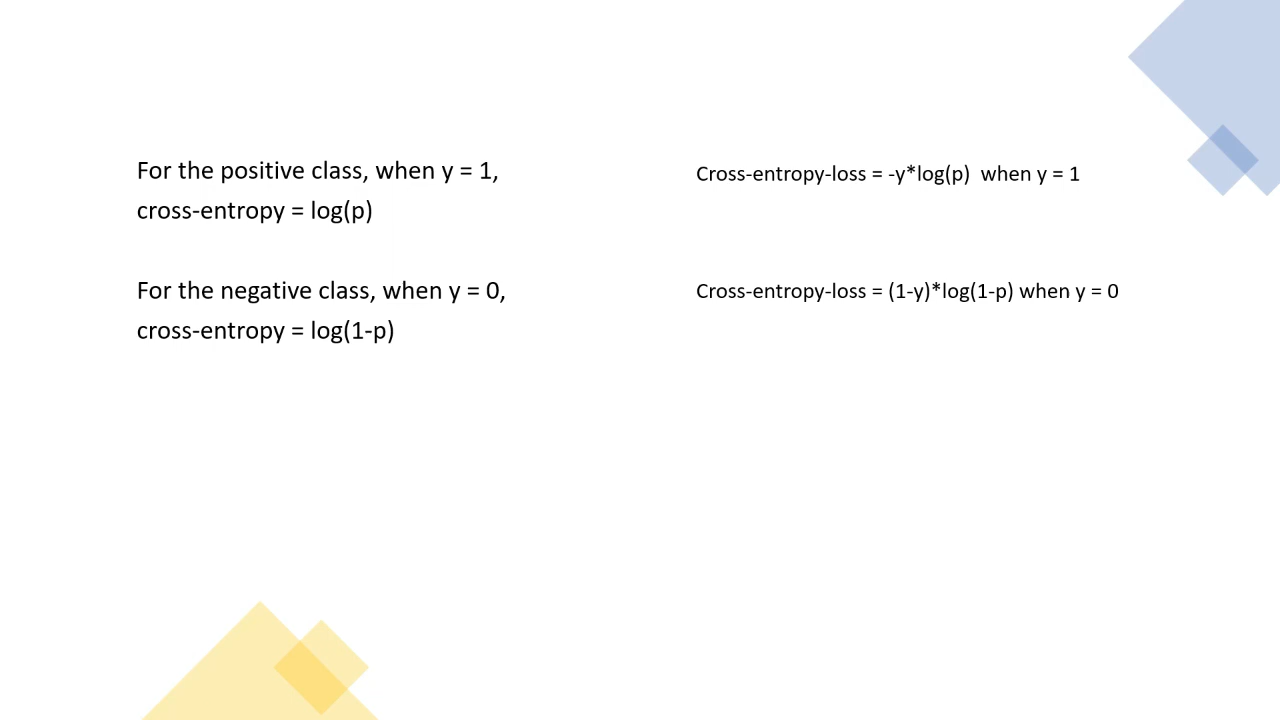 For the positive class, when y = 1,
cross-entropy = log(p)
For the negative class, when y = 0,
cross-entropy = log(1-p)
Cross-entropy-loss = -y*log(p)  when y = 1
Cross-entropy-loss = (1-y)*log(1-p) when y = 0